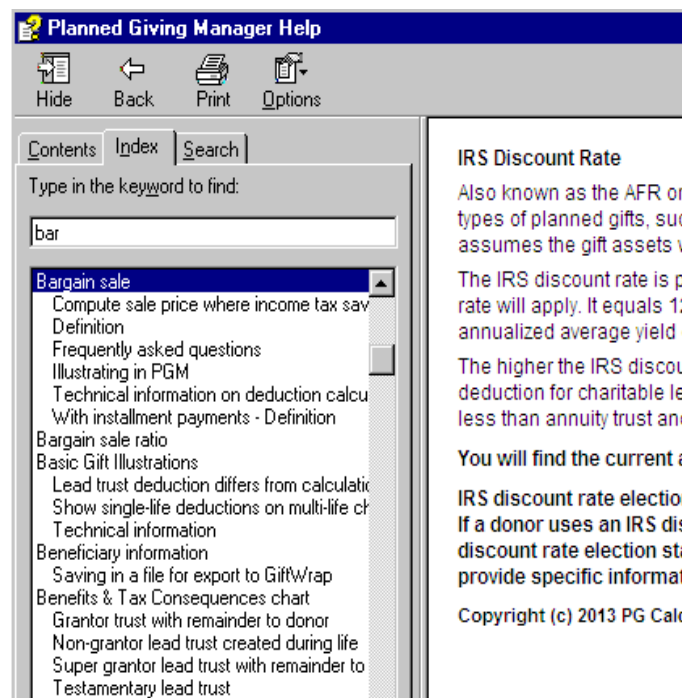 Planned Giving Manager Help
Hide Back Print Options
Contents Index Search
Type in the keyword to find:
bar
Bargain sale
Compute sale price where income tax sav
Definition
Frequently asked questions
Illustrating in PGM
Technical information on deduction calcu
With installment payments - Definition
Bargain sale ratio
Basic Gift Illustrations
Lead trust deduction differs from calculatic
Show single-life deductions on multi-life ch
Technical information
Beneficiary information
Saving in a file for export to GiftWrap
Benefits & Tax Consequences chart
Grantor trust with remainder to donor
Non-grantor lead trust created during life
Super grantor lead trust with remainder to
Testamentary lead trust
IRS Discount Rate
Also known as the AFR or
types of planned gifts, suc
assumes the gift assets
The IRS discount rate is p
rate will apply. It equals 12
annualized average yield
The higher the IRS discou
deduction for charitable le
less than annuity trust and
You will find the current a
IRS discount rate election
If a donor uses an IRS dis
discount rate election sta
provide specific informat
Copyright (c) 2013 PG Calc